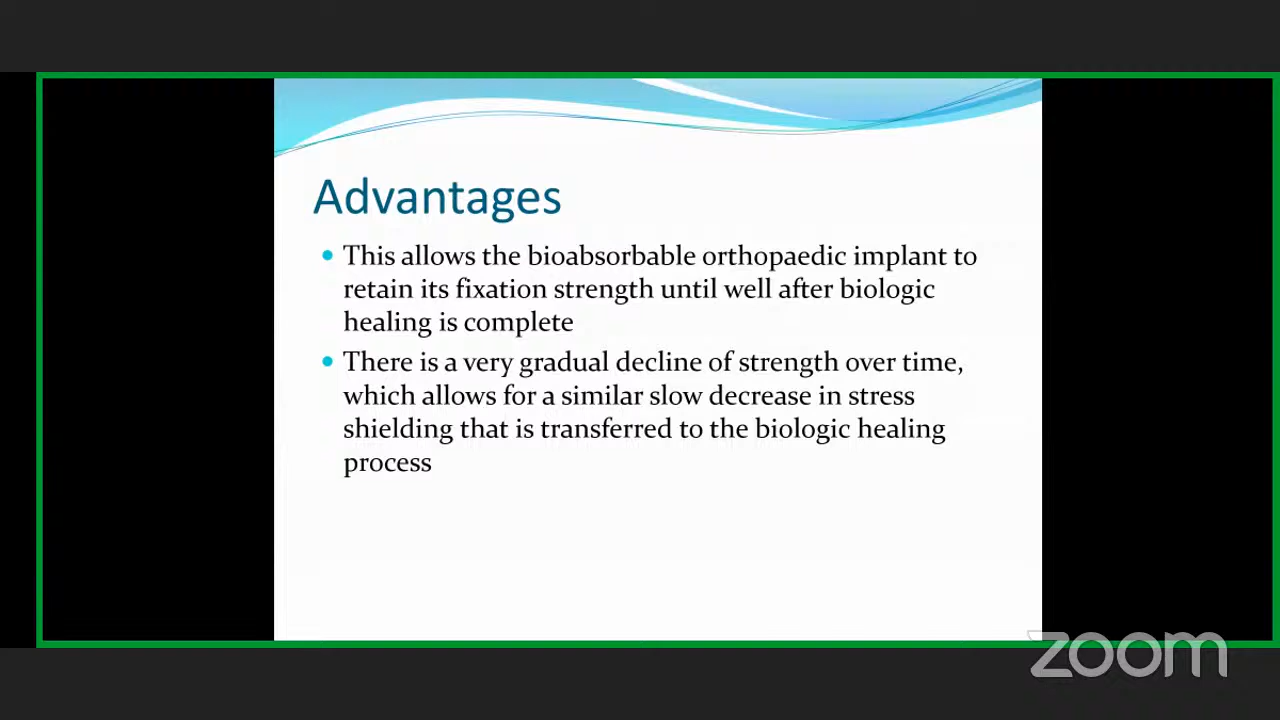 Advantages
This allows the bioabsorbable orthopaedic implant to
retain its fixation strength until well after biologic
healing is complete
There is a very gradual decline of strength over time,
which allows for a similar slow decrease in stress
shielding that is transferred to the biologic healing
process
zoom